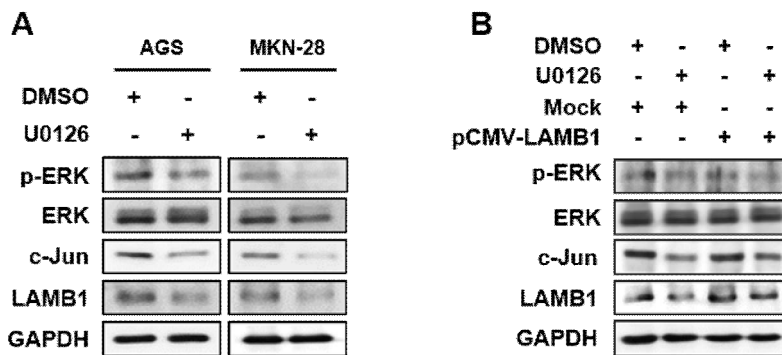 A
AGS MKN-28
DMSO + - + -
U0126 - + - +
p-ERK
ERK
c-Jun
LAMB1
GAPDH
B
DMSO + - + -
U0126 - + - +
Mock + + - -
pCMV-LAMB1 - - + +
p-ERK
ERK
c-Jun
LAMB1
GAPDH